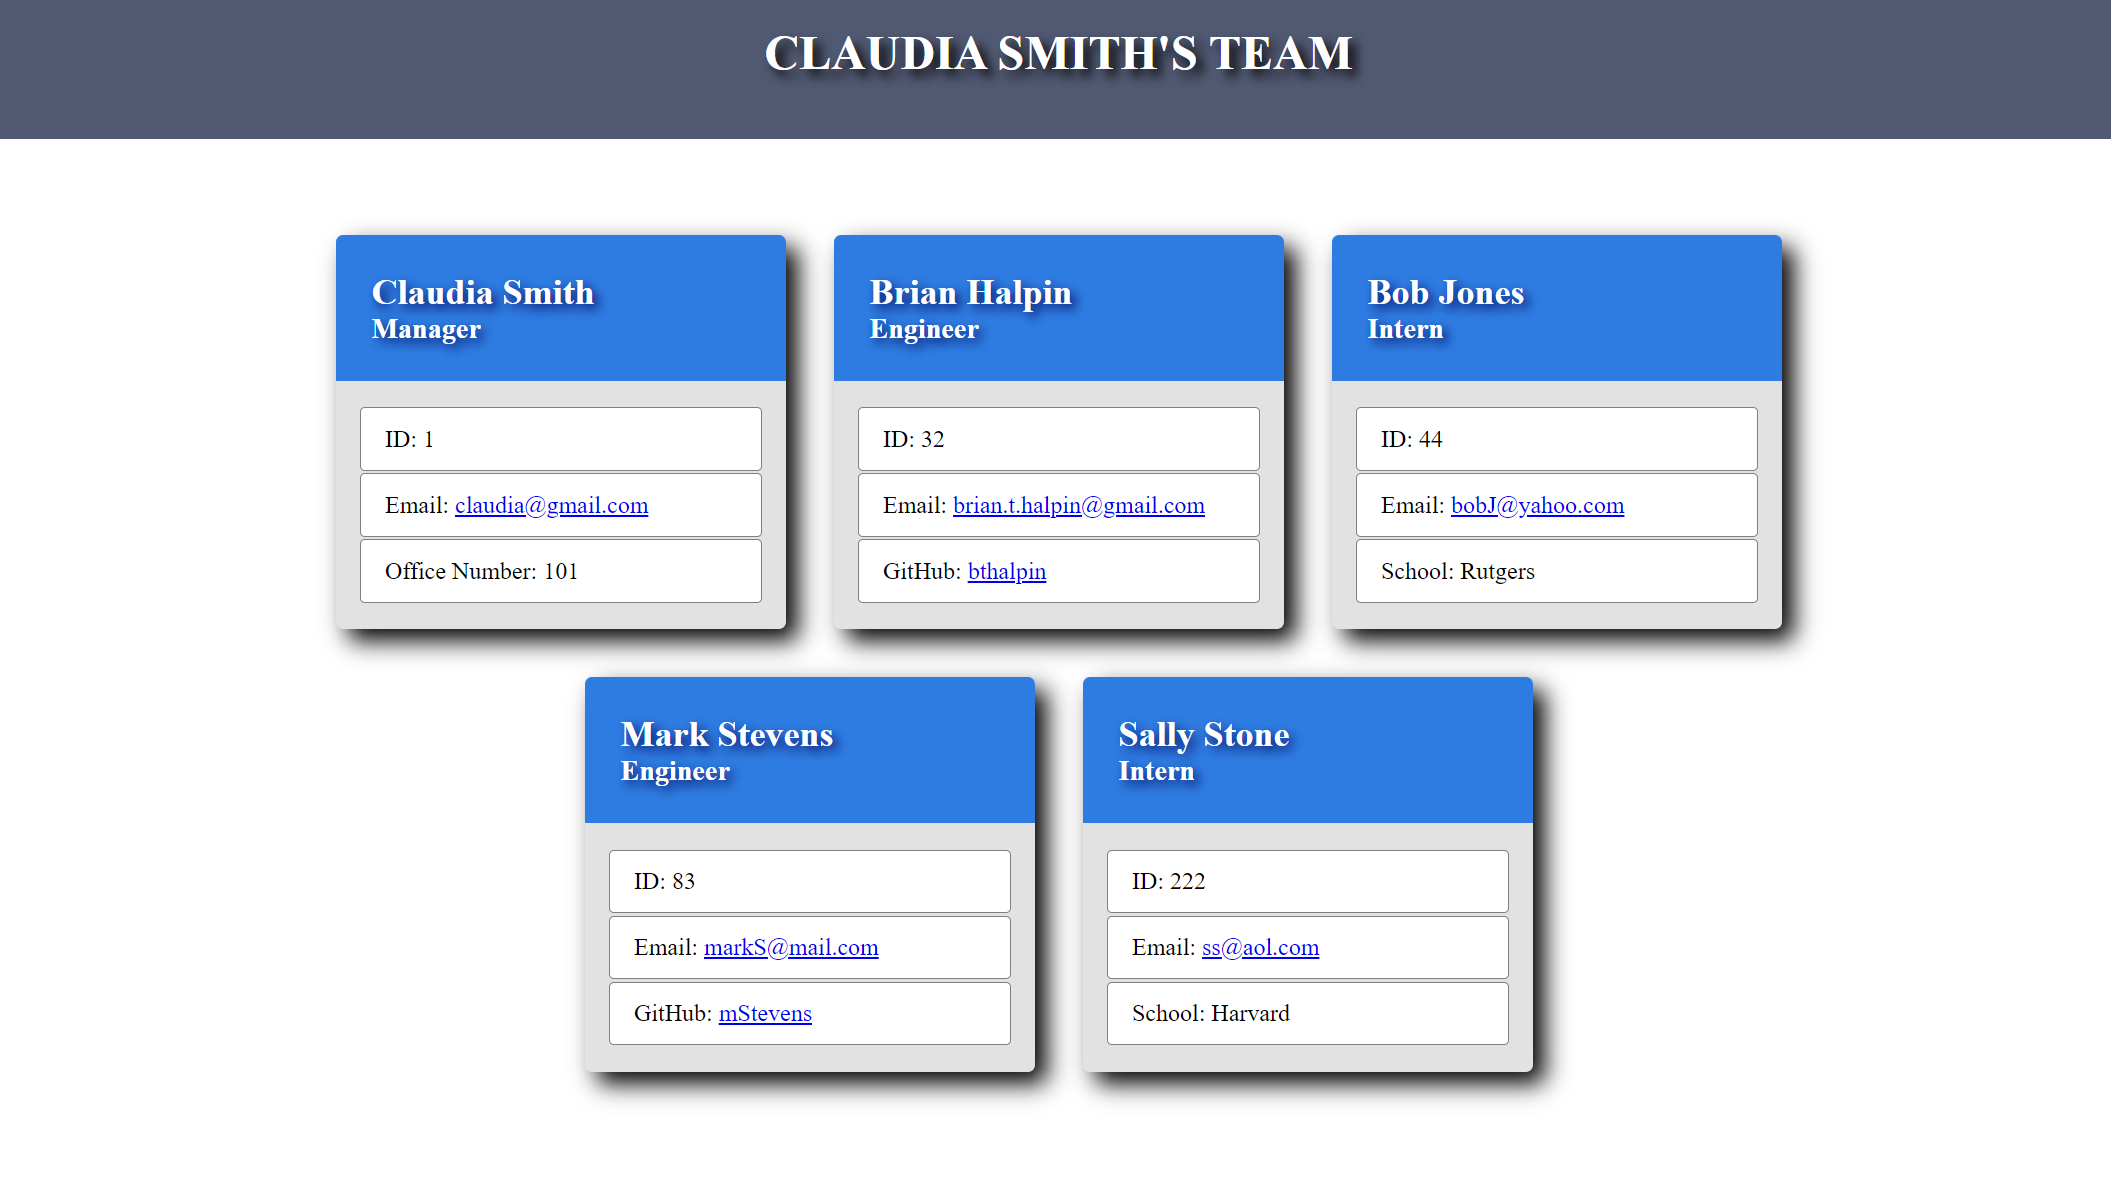 CLAUDIA SMITH'S TEAM
Claudia Smith
Manager
ID: 1
Email: claudia@gmail.com
Office Number: 101
Brian Halpin
Engineer
ID: 32
Email: brian.t.halpin@gmail.com
GitHub: bthalpin
Bob Jones
Intern
ID: 44
Email: bobJ@yahoo.com
School: Rutgers
Mark Stevens
Engineer
ID: 83
Email: markS@mail.com
GitHub: mStevens
Sally Stone
Intern
ID: 222
Email: ss@aol.com
School: Harvard